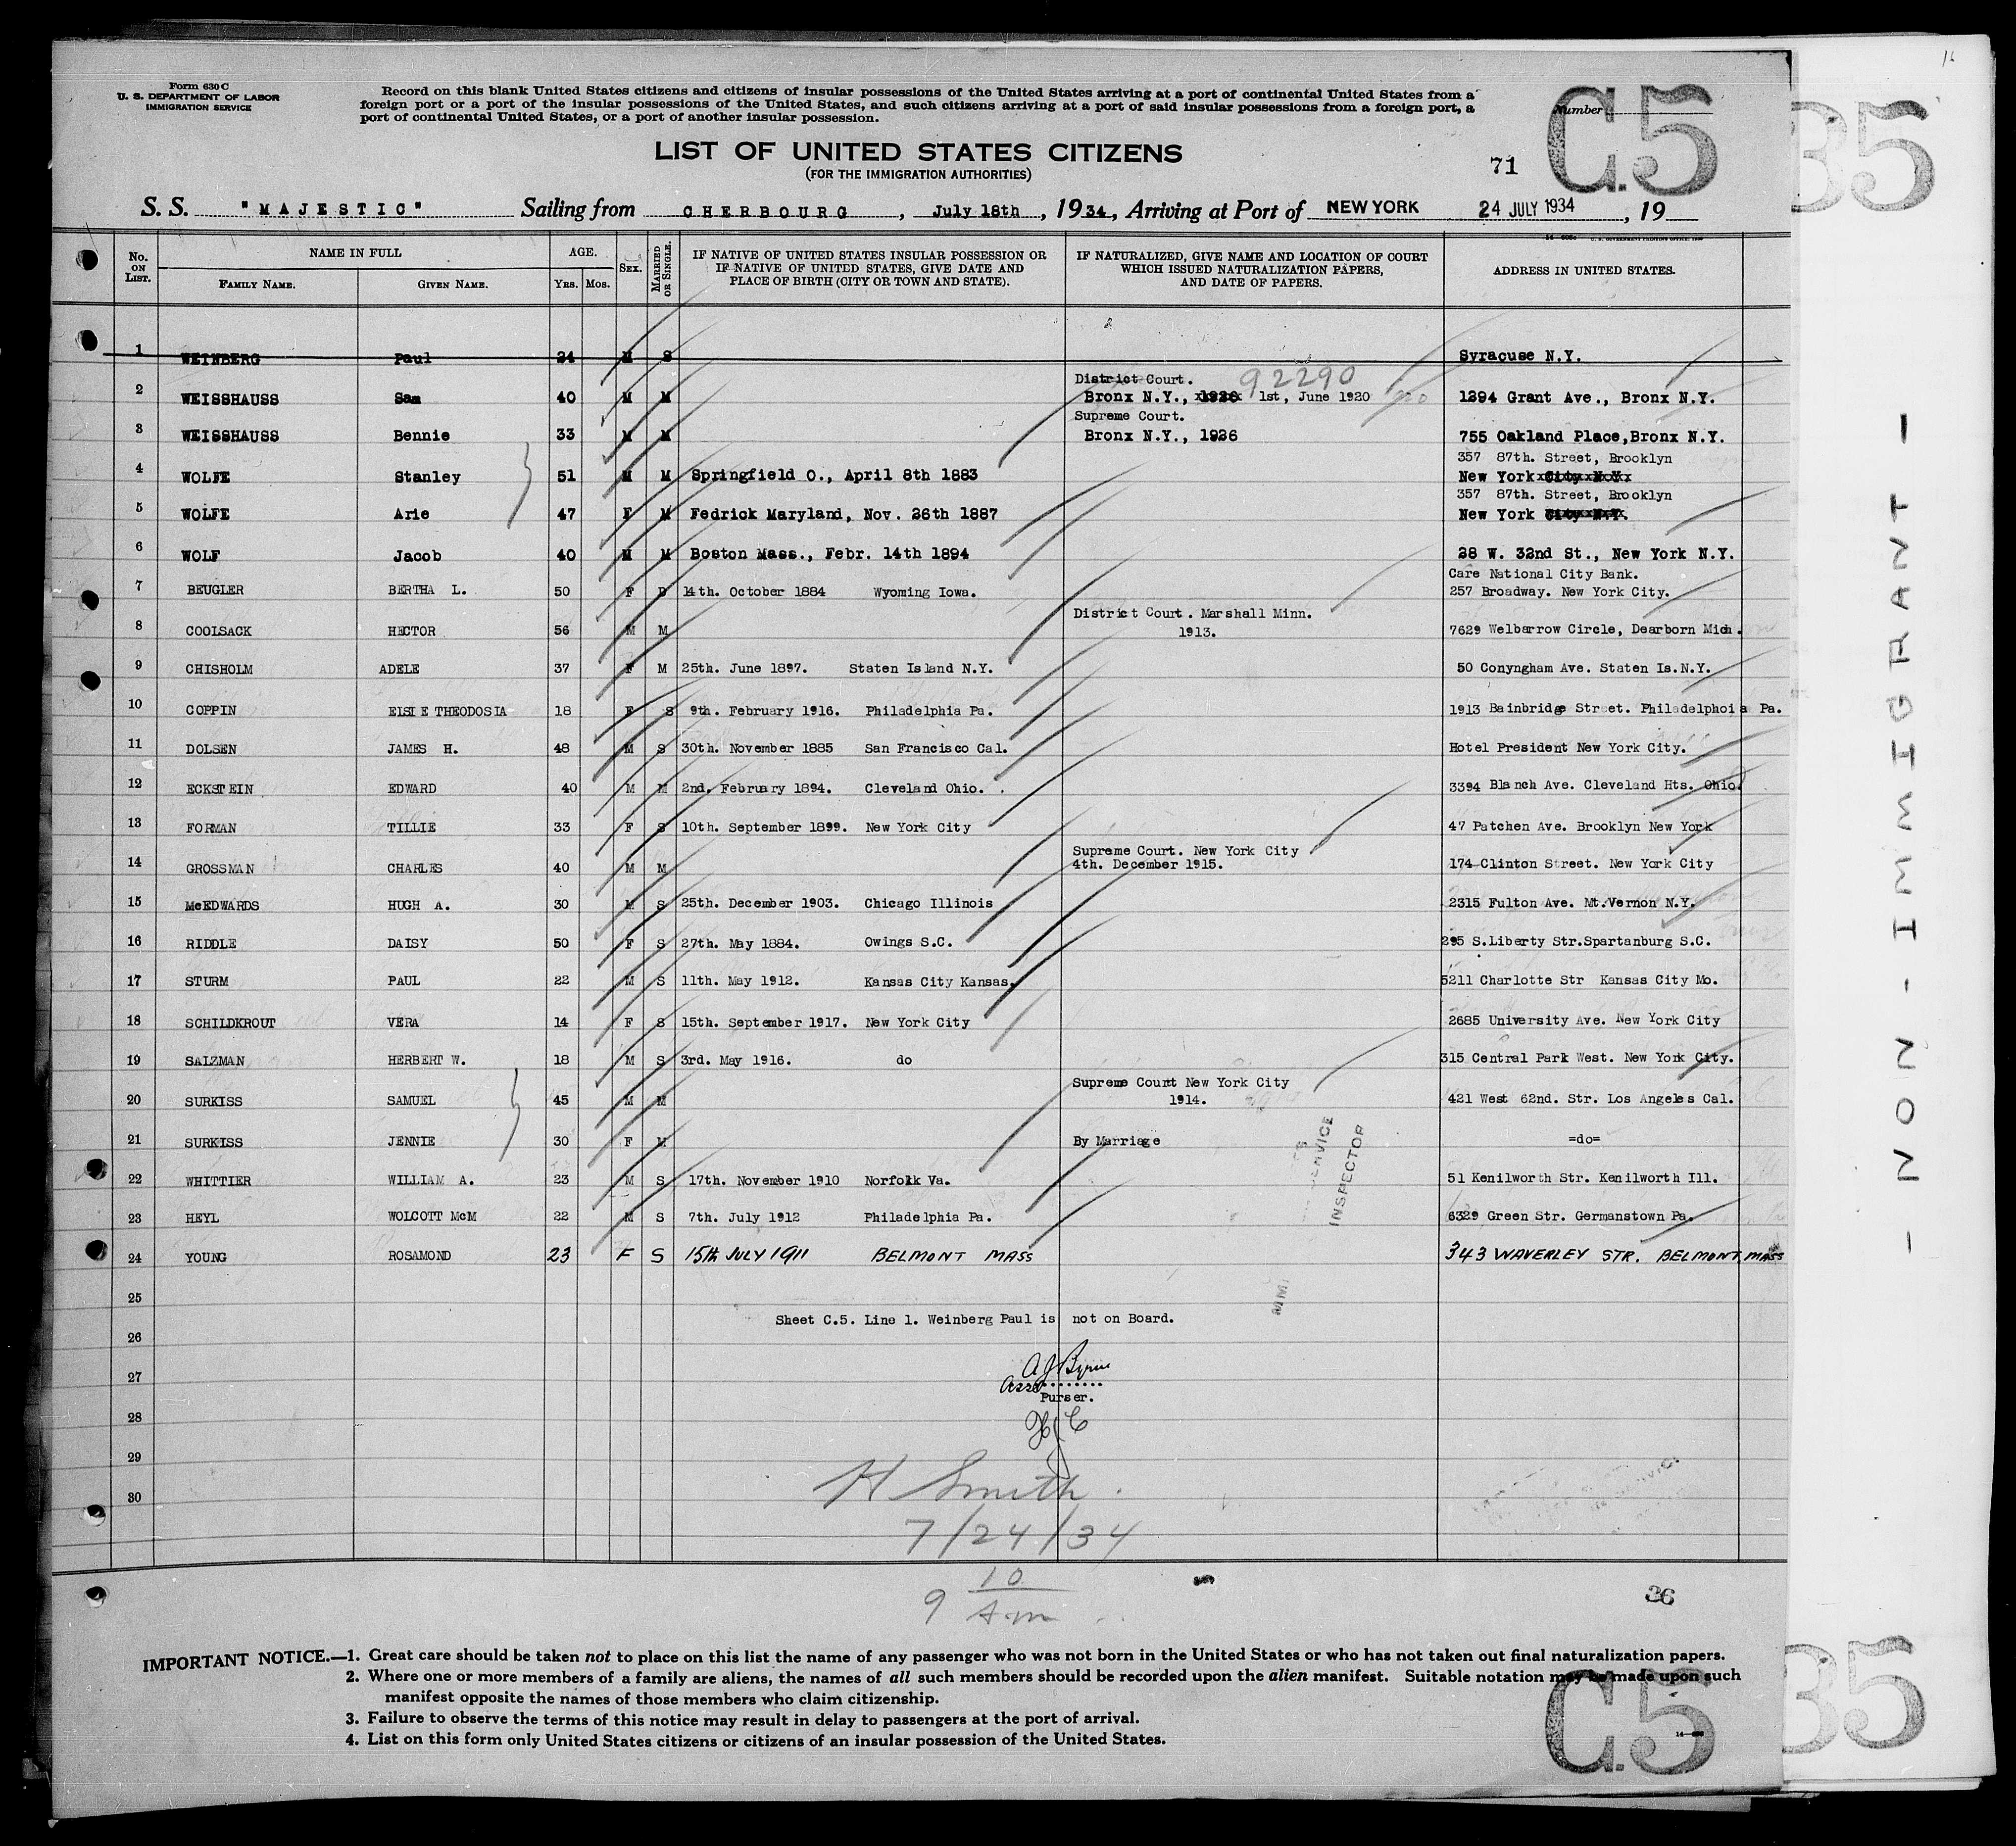 Form 630 C
U. S. DEPARTMENT OF LABOR
IMMIGRATION SERVICE
Record on this blank United States citizens and citizens of insular possessions of the United States arriving at a port of continental United States from a
foreign port or a port of the insular possessions of the United States, and such citizens arriving at a port of said insular possessions from a foreign port, a
port of continental United States, or a port of another insular possession.
Number
C.5
35
LIST OF UNITED STATES CITIZENS
(FOR THE IMMIGRATION AUTHORITIES)
71
S. S. "MAJESTIC" Sailing from CHERBOURG, July 18th, 1934, Arriving at Port of NEW YORK 24 JULY 1934, 19
No. ON LIST. NAME IN FULL FAMILY NAME. GIVEN NAME. AGE. YRS. MOS. SEX. MARRIED OR SINGLE. IF NATIVE OF UNITED STATES INSULAR POSSESSION OR IF NATIVE OF UNITED STATES, GIVE DATE AND PLACE OF BIRTH (CITY OR TOWN AND STATE). IF NATURALIZED, GIVE NAME AND LOCATION OF COURT WHICH ISSUED NATURALIZATION PAPERS, AND DATE OF PAPERS. ADDRESS IN UNITED STATES.
1 WEINBERG Paul 24 M S Syracuse N.Y.
District Court. 92290
2 WEISSHAUSS Sam 40 M M Bronx N.Y., 1920 1st, June 1920 1294 Grant Ave., Bronx N.Y.
Supreme Court.
3 WEISSHAUSS Bennie 33 M M Bronx N.Y., 1926 755 Oakland Place,Bronx N.Y.
357 87th. Street, Brooklyn
4 WOLFE Stanley 51 M M Springfield O., April 8th 1883 New York City N.Y.
357 87th. Street, Brooklyn
5 WOLFE Arie 47 F M Fedrick Maryland, Nov. 26th 1887 New York City N.Y.
6 WOLF Jacob 40 M M Boston Mass., Febr. 14th 1894 28 W. 32nd St., New York N.Y.
Care National City Bank.
7 BEUGLER BERTHA L. 50 F D 14th. October 1884 Wyoming Iowa. 257 Broadway. New York City.
District Court. Marshall Minn.
8 COOLSACK HECTOR 56 M M 1913. 7629 Welbarrow Circle, Dearborn Mich.
9 CHISHOLM ADELE 37 F M 25th. June 1897. Staten Island N.Y. 50 Conyngham Ave. Staten Is.N.Y.
10 COPPIN ELSIE THEODOSIA 18 F S 9th. February 1916. Philadelphia Pa. 1913 Bainbridge Street. Philadelphoia Pa.
11 DOLSEN JAMES H. 48 M S 30th. November 1885 San Francisco Cal. Hotel President New York City.
12 ECKSTEIN EDWARD 40 M M 2nd. February 1894. Cleveland Ohio. 3394 Blanch Ave. Cleveland Hts. Ohio.
13 FORMAN TILLIE 33 F S 10th. September 1899. New York City 47 Patchen Ave. Brooklyn New York
Supreme Court. New York City
14 GROSSMAN CHARLES 40 M M 4th. December 1915. 174 Clinton Street. New York City
15 McEDWARDS HUGH A. 30 M S 25th. December 1903. Chicago Illinois 2315 Fulton Ave. Mt.Vernon N.Y.
16 RIDDLE DAISY 50 F S 27th. May 1884. Owings S.C. 295 S.Liberty Str.Spartanburg S.C.
17 STURM PAUL 22 M S 11th. May 1912. Kansas City Kansas. 5211 Charlotte Str Kansas City Mo.
18 SCHILDKROUT VERA 14 F S 15th. September 1917. New York City 2685 University Ave. New York City
19 SALZMAN HERBERT W. 18 M S 3rd. May 1916. do 315 Central Park West. New York City.
Supreme Court New York City
20 SURKISS SAMUEL 45 M M 1914. 421 West 62nd. Str. Los Angeles Cal.
21 SURKISS JENNIE 30 F M By Marriage =do=
22 WHITTIER WILLIAM A. 23 M S 17th. November 1910 Norfolk Va. 51 Kenilworth Str. Kenilworth Ill.
23 HEYL WOLCOTT McM 22 M S 7th. July 1912 Philadelphia Pa. 6329 Green Str. Germanstown Pa.
24 YOUNG ROSAMOND 23 F S 15th JULY 1911 BELMONT MASS 343 WAVERLEY STR. BELMONT, MASS
INSPECTOR
25
Sheet C.5. Line 1. Weinberg Paul is not on Board.
26
27
Purser.
28
29
H Smith
30
7/24/34
9 10
A.m
36
IMPORTANT NOTICE.—1. Great care should be taken not to place on this list the name of any passenger who was not born in the United States or who has not taken out final naturalization papers.
2. Where one or more members of a family are aliens, the names of all such members should be recorded upon the alien manifest. Suitable notation may be made upon such
manifest opposite the names of those members who claim citizenship.
3. Failure to observe the terms of this notice may result in delay to passengers at the port of arrival.
4. List on this form only United States citizens or citizens of an insular possession of the United States.
C.5
35
- NON-IMMIGRANT -